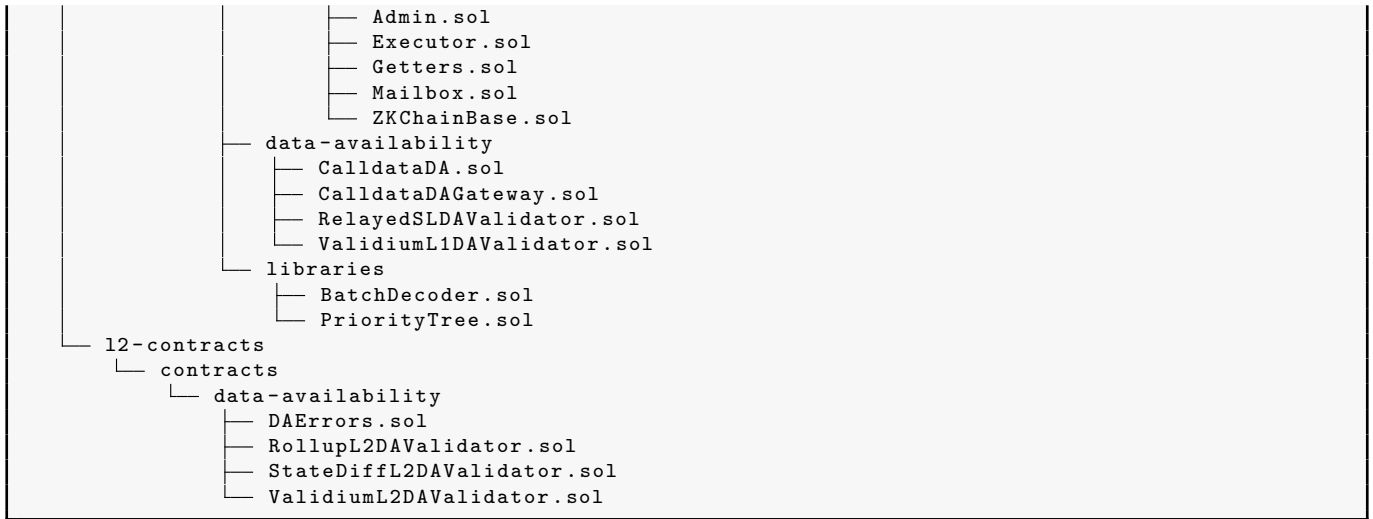 │           │       ├── Admin.sol
│           │       ├── Executor.sol
│           │       ├── Getters.sol
│           │       ├── Mailbox.sol
│           │       └── ZKChainBase.sol
│           ├── data-availability
│           │   ├── CalldataDA.sol
│           │   ├── CalldataDAGateway.sol
│           │   ├── RelayedSLDAValidator.sol
│           │   └── ValidiumL1DAValidator.sol
│           └── libraries
│               ├── BatchDecoder.sol
│               └── PriorityTree.sol
└── l2-contracts
    └── contracts
        └── data-availability
            ├── DAErrors.sol
            ├── RollupL2DAValidator.sol
            ├── StateDiffL2DAValidator.sol
            └── ValidiumL2DAValidator.sol